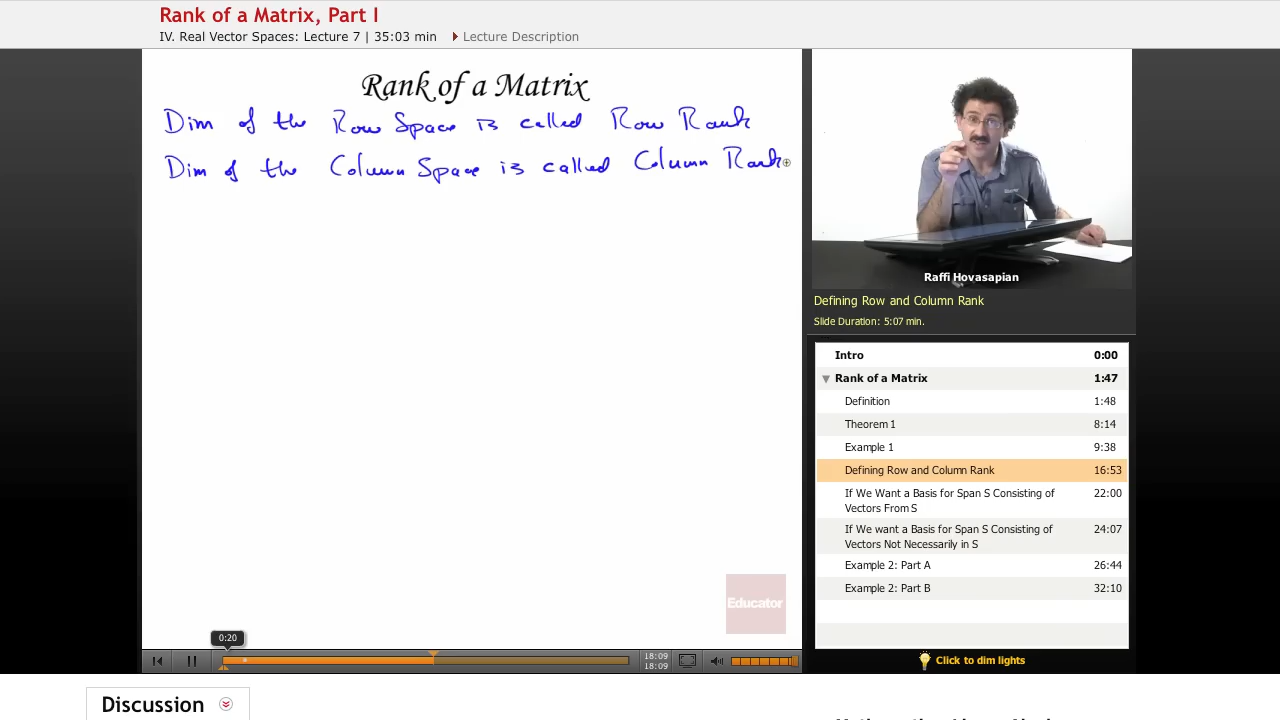 Rank of a Matrix, Part I
IV. Real Vector Spaces: Lecture 7 | 35:03 min
Lecture Description
Rank of a Matrix
Dim of the Row Space is called Row Rank
Dim of the Column Space is called Column Rank
Educator
0:20
18:09
18:09
Raffi Hovasapian
Defining Row and Column Rank
Slide Duration: 5:07 min.
Intro 0:00
Rank of a Matrix 1:47
Definition 1:48
Theorem 1 8:14
Example 1 9:38
Defining Row and Column Rank 16:53
If We Want a Basis for Span S Consisting of 22:00
Vectors From S
If We want a Basis for Span S Consisting of 24:07
Vectors Not Necessarily in S
Example 2: Part A 26:44
Example 2: Part B 32:10
Click to dim lights
Discussion